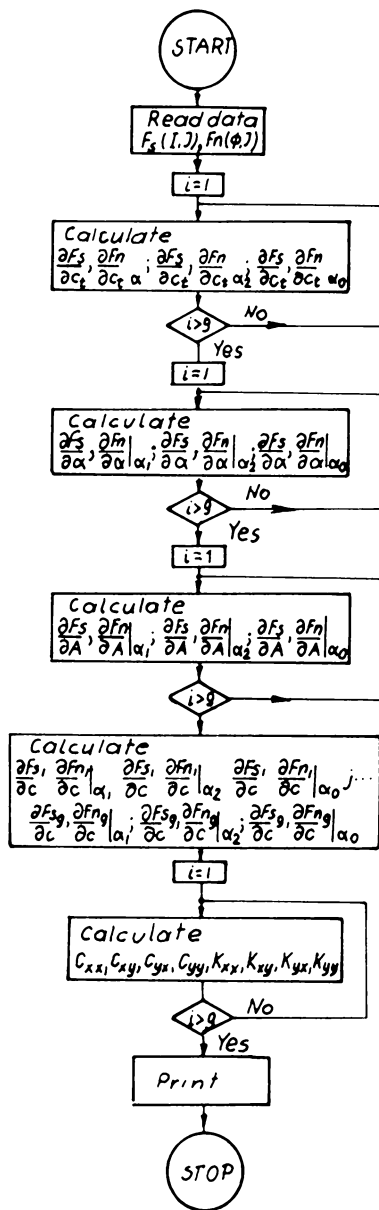 START
Read data
Fs(I,J), Fn(Φ,J)
i=1
Calculate
∂Fs/∂ct, ∂Fn/∂ct α; ∂Fs/∂ct, ∂Fn/∂ct α2; ∂Fs/∂ct, ∂Fn/∂ct α0
i>9 No
Yes
i=1
Calculate
∂Fs/∂α, ∂Fn/∂α|α1; ∂Fs/∂α, ∂Fn/∂α|α2; ∂Fs/∂α, ∂Fn/∂α|α0
i>9 No
Yes
i=1
Calculate
∂Fs/∂A, ∂Fn/∂A|α1; ∂Fs/∂A, ∂Fn/∂A|α2; ∂Fs/∂A, ∂Fn/∂A|α0
i>9
Calculate
∂Fs1/∂c, ∂Fn1/∂c|α1 ∂Fs1/∂c, ∂Fn1/∂c|α2 ∂Fs1/∂c, ∂Fn1/∂c|α0 j...
∂Fs9/∂c, ∂Fn9/∂c|α1; ∂Fs9/∂c, ∂Fn9/∂c|α2; ∂Fs9/∂c, ∂Fn9/∂c|α0
i=1
Calculate
Cxx, Cxy, Cyx, Cyy, Kxx, Kxy, Kyx, Kyy
i>9 No
Yes
Print
STOP